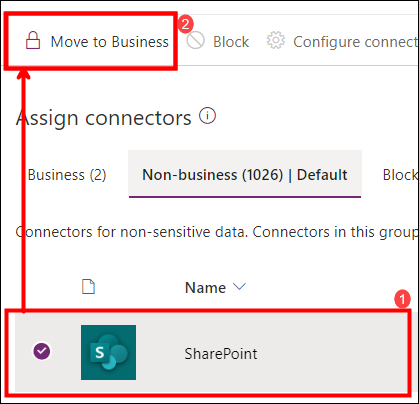 Move to Business 2 Block Configure connect
Assign connectors
Business (2) Non-business (1026) | Default Block
Connectors for non-sensitive data. Connectors in this group
Name
1
S SharePoint